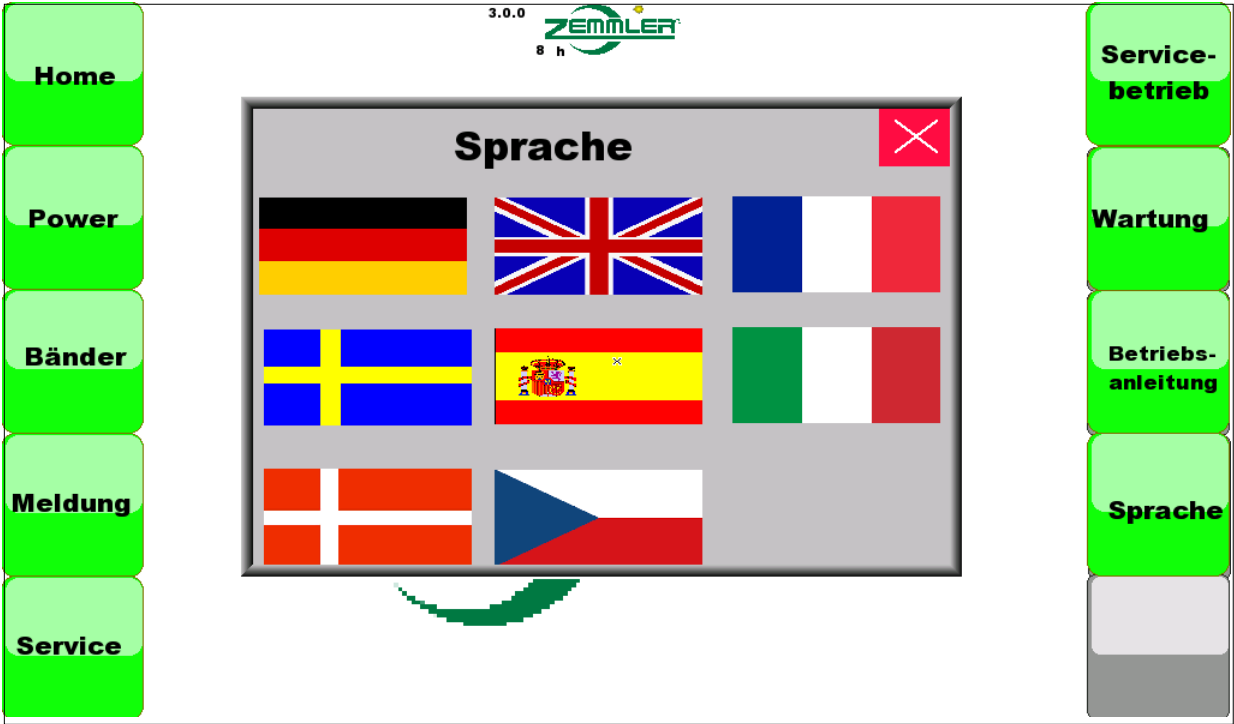 3.0.0
ZEMMLER
8 h
Home
Power
Bänder
Meldung
Service
Sprache
Service-
betrieb
Wartung
Betriebs-
anleitung
Sprache